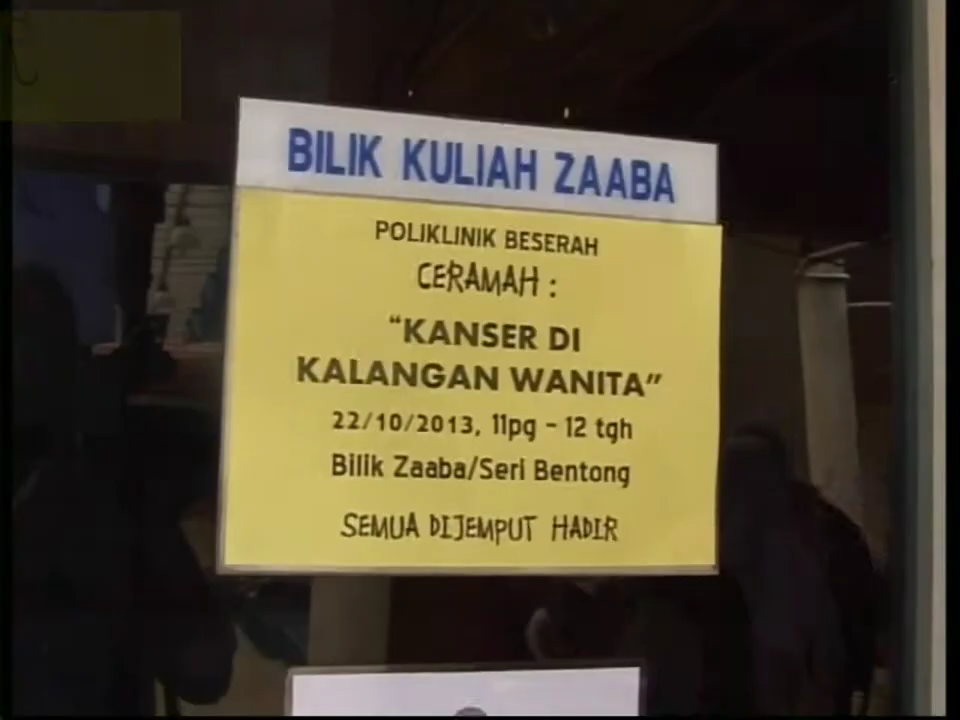 BILIK KULIAH ZAABA
POLIKLINIK BESERAH
CERAMAH :
"KANSER DI
KALANGAN WANITA"
22/10/2013, 11pg - 12 tgh
Bilik Zaaba/Seri Bentong
SEMUA DIJEMPUT HADIR